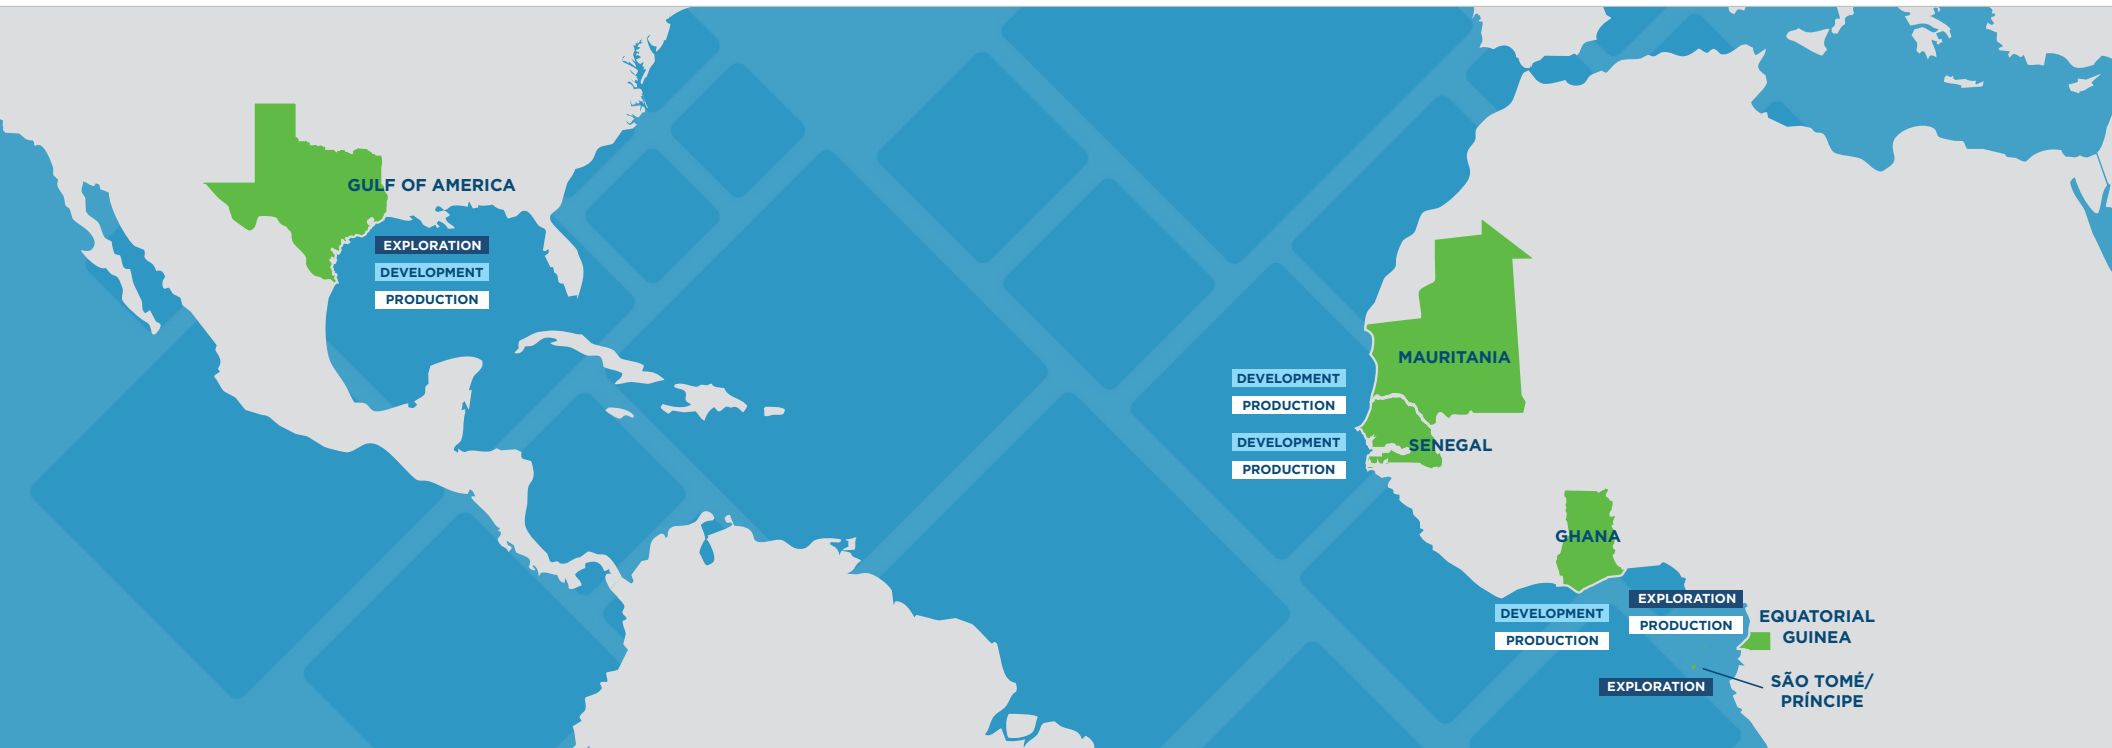 GULF OF AMERICA
EXPLORATION
DEVELOPMENT
PRODUCTION
MAURITANIA
DEVELOPMENT
PRODUCTION
SENEGAL
DEVELOPMENT
PRODUCTION
GHANA
DEVELOPMENT
PRODUCTION
EXPLORATION
PRODUCTION
EQUATORIAL
GUINEA
EXPLORATION
SÃO TOMÉ/
PRÍNCIPE